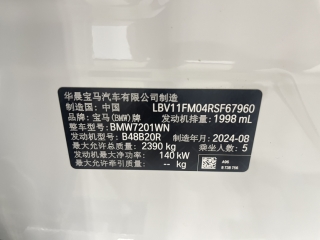 华晨宝马汽车有限公司制造
制造国：中国 LBV11FM04RSF67960
品牌：宝马(BMW)牌 发动机排量：1998 mL
整车型号：BMW7201WN
发动机型号：B48B20R 制造年月：2024-08
最大允许总质量：2390 kg 乘坐人数：5
发动机最大净功率：140 kW
最大允许牵引质量：-- kg